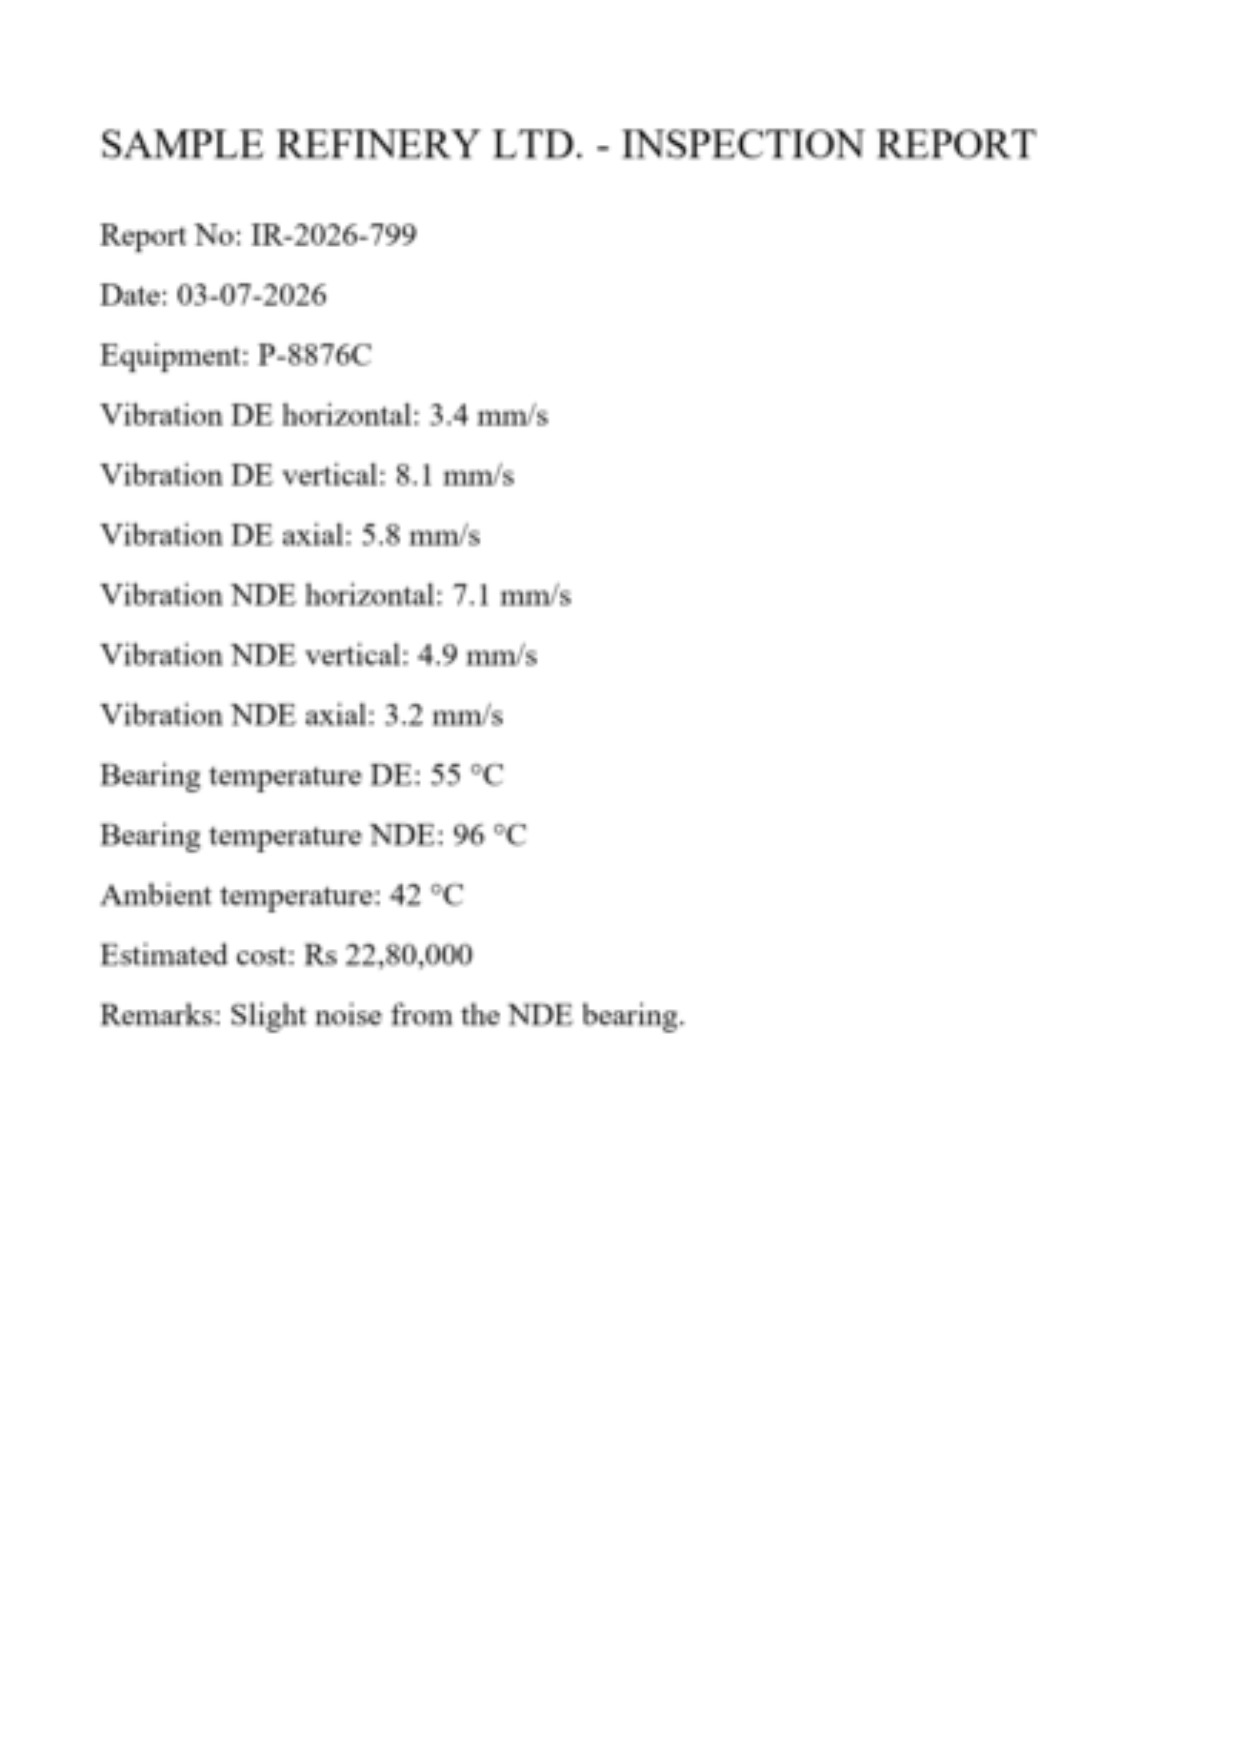 SAMPLE REFINERY LTD. - INSPECTION REPORT
Report No: IR-2026-799
Date: 03-07-2026
Equipment: P-8876C
Vibration DE horizontal: 3.4 mm/s
Vibration DE vertical: 8.1 mm/s
Vibration DE axial: 5.8 mm/s
Vibration NDE horizontal: 7.1 mm/s
Vibration NDE vertical: 4.9 mm/s
Vibration NDE axial: 3.2 mm/s
Bearing temperature DE: 55 °C
Bearing temperature NDE: 96 °C
Ambient temperature: 42 °C
Estimated cost: Rs 22,80,000
Remarks: Slight noise from the NDE bearing.